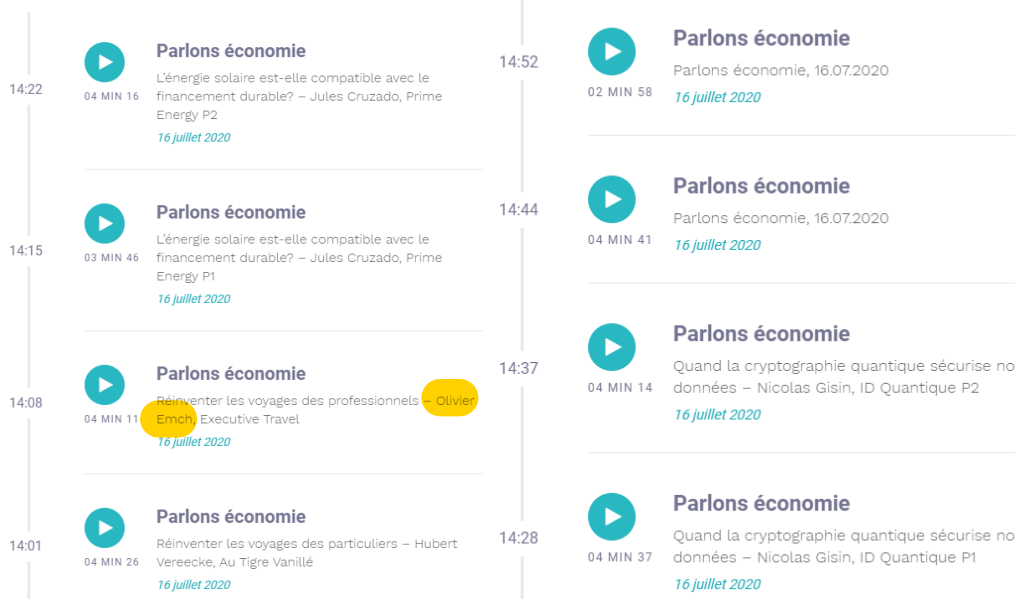 14:22
Parlons économie
L'énergie solaire est-elle compatible avec le
financement durable? – Jules Cruzado, Prime
Energy P2
04 MIN 16
16 juillet 2020
14:15
Parlons économie
L'énergie solaire est-elle compatible avec le
financement durable? – Jules Cruzado, Prime
Energy P1
03 MIN 46
16 juillet 2020
14:08
Parlons économie
Réinventer les voyages des professionnels – Olivier
Emch, Executive Travel
04 MIN 11
16 juillet 2020
14:01
Parlons économie
Réinventer les voyages des particuliers – Hubert
Vereecke, Au Tigre Vanillé
04 MIN 26
16 juillet 2020
14:52
Parlons économie
Parlons économie, 16.07.2020
02 MIN 58
16 juillet 2020
14:44
Parlons économie
Parlons économie, 16.07.2020
04 MIN 41
16 juillet 2020
14:37
Parlons économie
Quand la cryptographie quantique sécurise no
données – Nicolas Gisin, ID Quantique P2
04 MIN 14
16 juillet 2020
14:28
Parlons économie
Quand la cryptographie quantique sécurise no
données – Nicolas Gisin, ID Quantique P1
04 MIN 37
16 juillet 2020